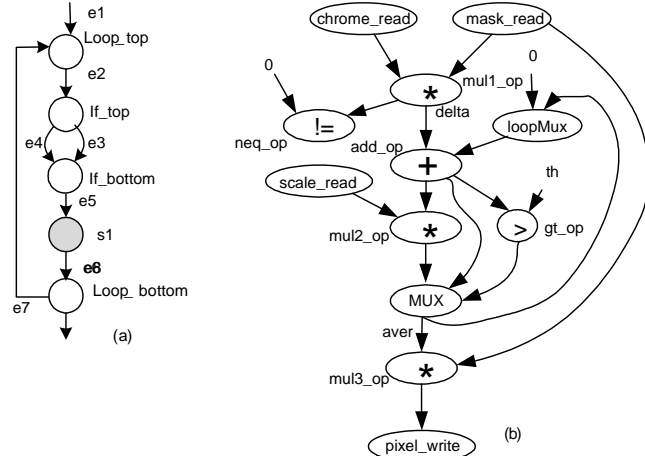 e1
Loop_top
e2
If_top
e4
e3
If_bottom
e5
s1
e6
Loop_ bottom
e7
(a)
chrome_read
mask_read
0
*
mul1_op
delta
0
!=
neq_op
loopMux
add_op
+
scale_read
th
*
mul2_op
>
gt_op
MUX
aver
*
mul3_op
pixel_write
(b)